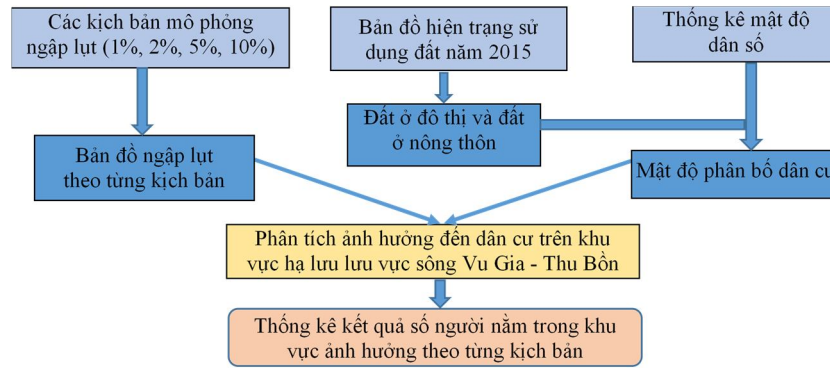 Các kịch bản mô phỏng
ngập lụt (1%, 2%, 5%, 10%)
Bản đồ hiện trạng sử
dụng đất năm 2015
Thống kê mật độ
dân số
Đất ở đô thị và đất
ở nông thôn
Bản đồ ngập lụt
theo từng kịch bản
Mật độ phân bố dân cư
Phân tích ảnh hưởng đến dân cư trên khu
vực hạ lưu lưu vực sông Vu Gia - Thu Bồn
Thống kê kết quả số người nằm trong khu
vực ảnh hưởng theo từng kịch bản